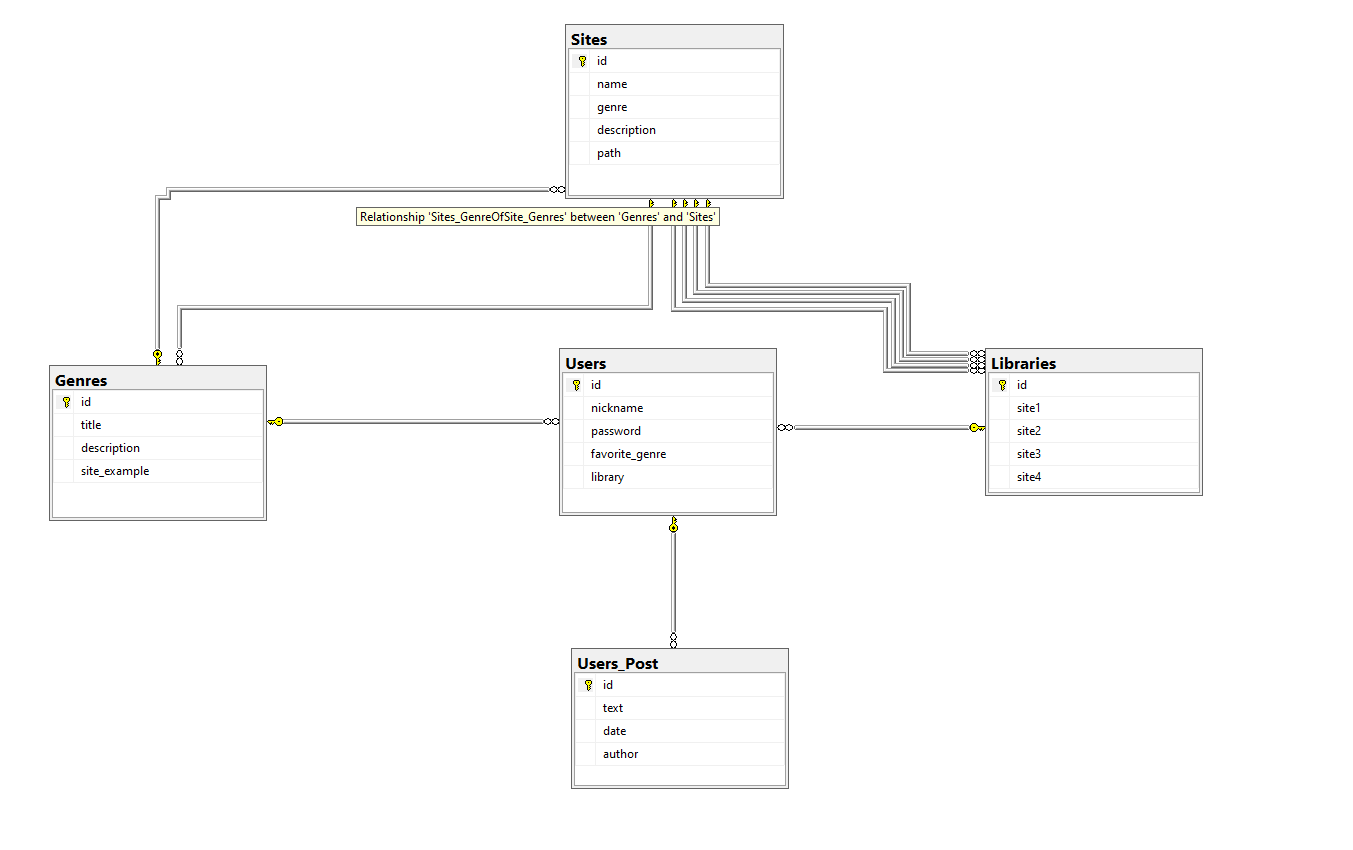 Sites
id
name
genre
description
path
Relationship 'Sites_GenreOfSite_Genres' between 'Genres' and 'Sites'
Genres
id
title
description
site_example
Users
id
nickname
password
favorite_genre
library
Libraries
id
site1
site2
site3
site4
Users_Post
id
text
date
author